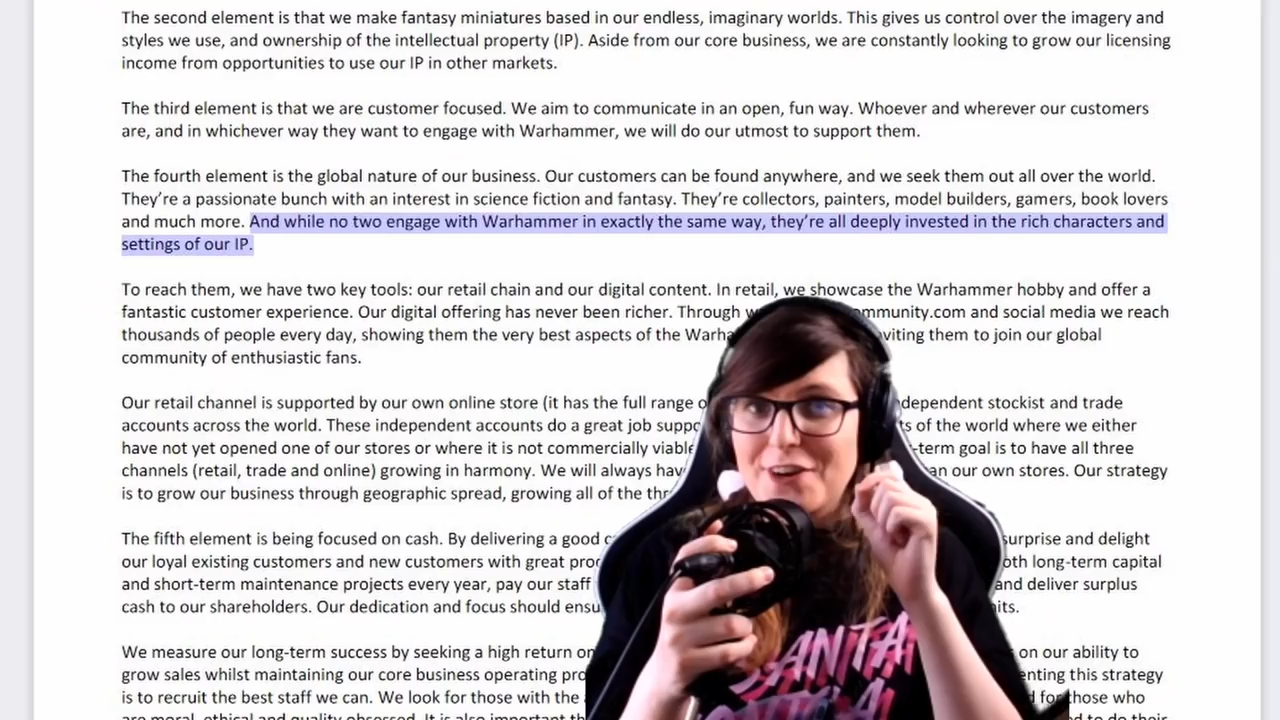 The second element is that we make fantasy miniatures based in our endless, imaginary worlds. This gives us control over the imagery and
styles we use, and ownership of the intellectual property (IP). Aside from our core business, we are constantly looking to grow our licensing
income from opportunities to use our IP in other markets.
The third element is that we are customer focused. We aim to communicate in an open, fun way. Whoever and wherever our customers
are, and in whichever way they want to engage with Warhammer, we will do our utmost to support them.
The fourth element is the global nature of our business. Our customers can be found anywhere, and we seek them out all over the world.
They’re a passionate bunch with an interest in science fiction and fantasy. They’re collectors, painters, model builders, gamers, book lovers
and much more. And while no two engage with Warhammer in exactly the same way, they’re all deeply invested in the rich characters and
settings of our IP.
To reach them, we have two key tools: our retail chain and our digital content. In retail, we showcase the Warhammer hobby and offer a
fantastic customer experience. Our digital offering has never been richer. Through mmunity.com and social media we reach
thousands of people every day, showing them the very best aspects of the Warha viting them to join our global
community of enthusiastic fans.
Our retail channel is supported by our own online store (it has the full range dependent stockist and trade
accounts across the world. These independent accounts do a great job suppo ts of the world where we either
have not yet opened one of our stores or where it is not commercially viable -term goal is to have all three
channels (retail, trade and online) growing in harmony. We will always hav an our own stores. Our strategy
is to grow our business through geographic spread, growing all of the thr
The fifth element is being focused on cash. By delivering a good surprise and delight
our loyal existing customers and new customers with great pro oth long-term capital
and short-term maintenance projects every year, pay our staff and deliver surplus
cash to our shareholders. Our dedication and focus should ensu its.
We measure our long-term success by seeking a high return on on our ability to
grow sales whilst maintaining our core business operating pro enting this strategy
is to recruit the best staff we can. We look for those with the for those who
are moral, ethical and quality obsessed. It is also important th ed to do their